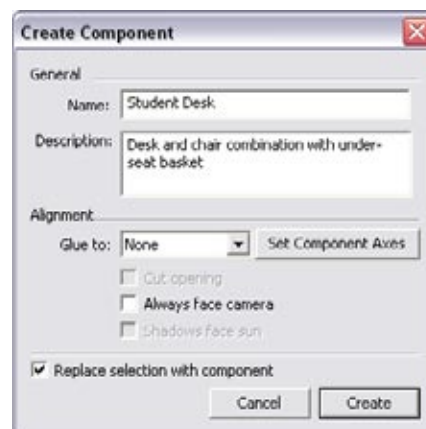 Create Component
General
Name: Student Desk
Description: Desk and chair combination with under-
seat basket
Alignment
Glue to: None Set Component Axes
Cut opening
Always face camera
Shadows face sun
Replace selection with component
Cancel Create